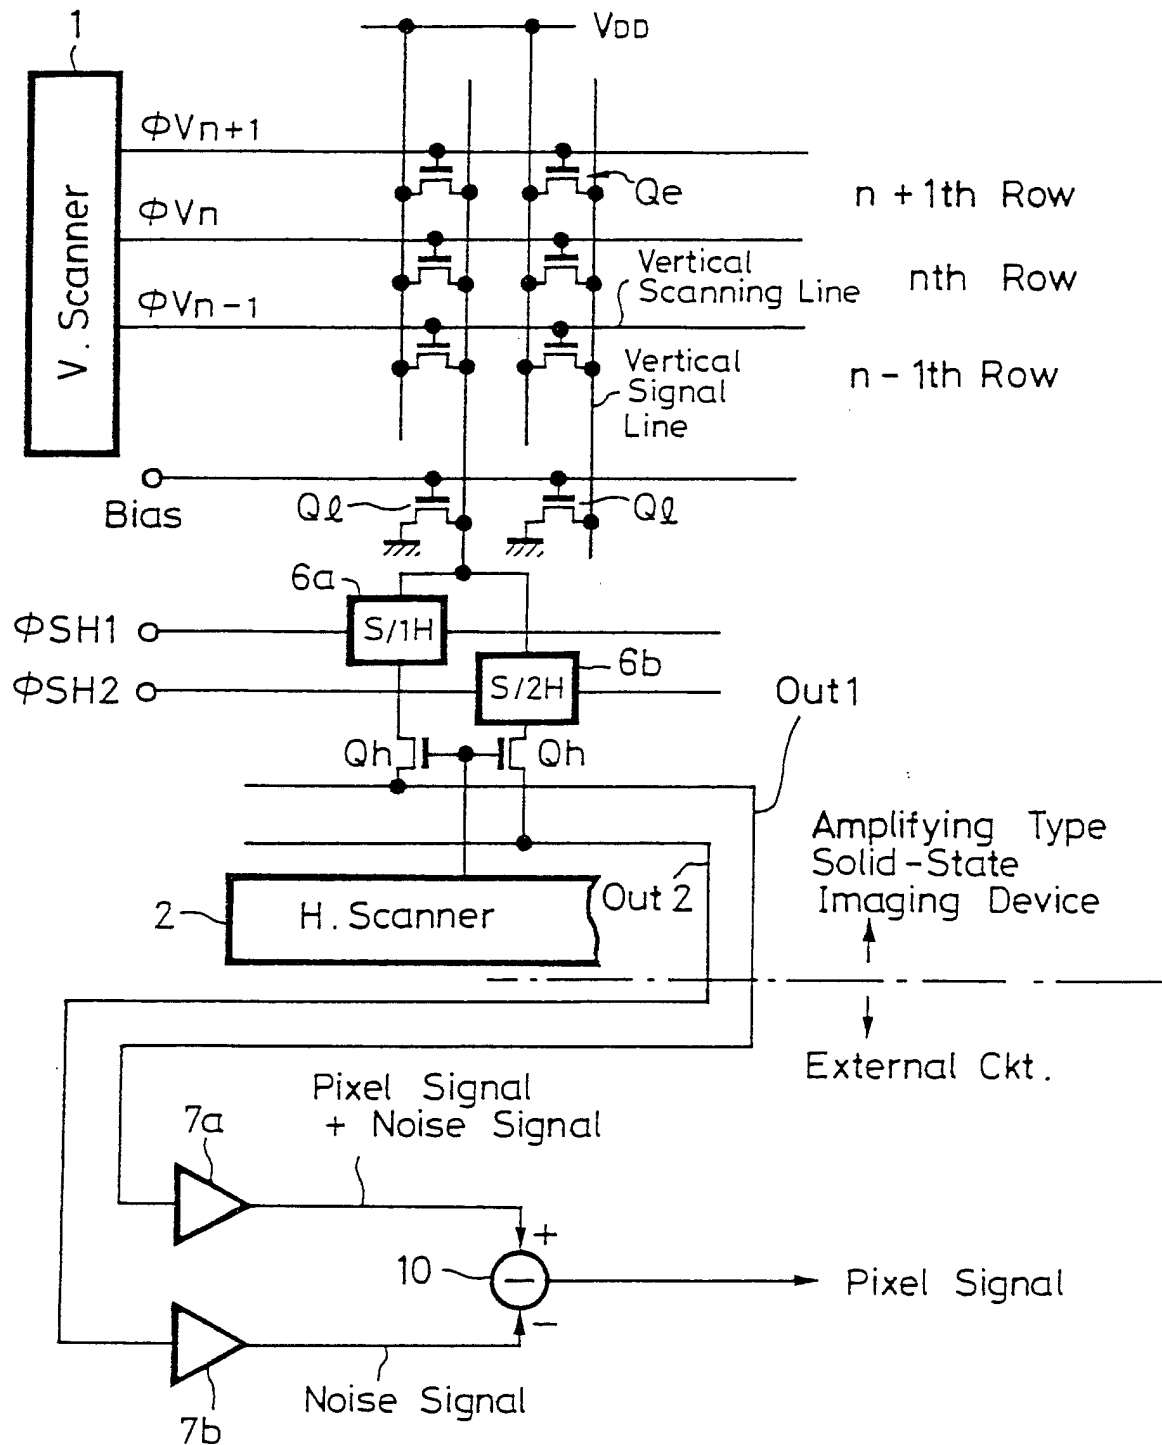 1
VDD
ΦVn+1
Qe
n + 1th Row
V. Scanner
ΦVn
Vertical
Scanning Line
nth Row
ΦVn-1
Vertical
Signal
Line
n - 1th Row
Bias
Qℓ
Qℓ
6a
ΦSH1
S/1H
6b
ΦSH2
S/2H
Out1
Qh
Qh
Amplifying Type
Solid-State
Imaging Device
2
H. Scanner
Out2
External Ckt.
Pixel Signal
+ Noise Signal
7a
+
10
−
Pixel Signal
−
Noise Signal
7b